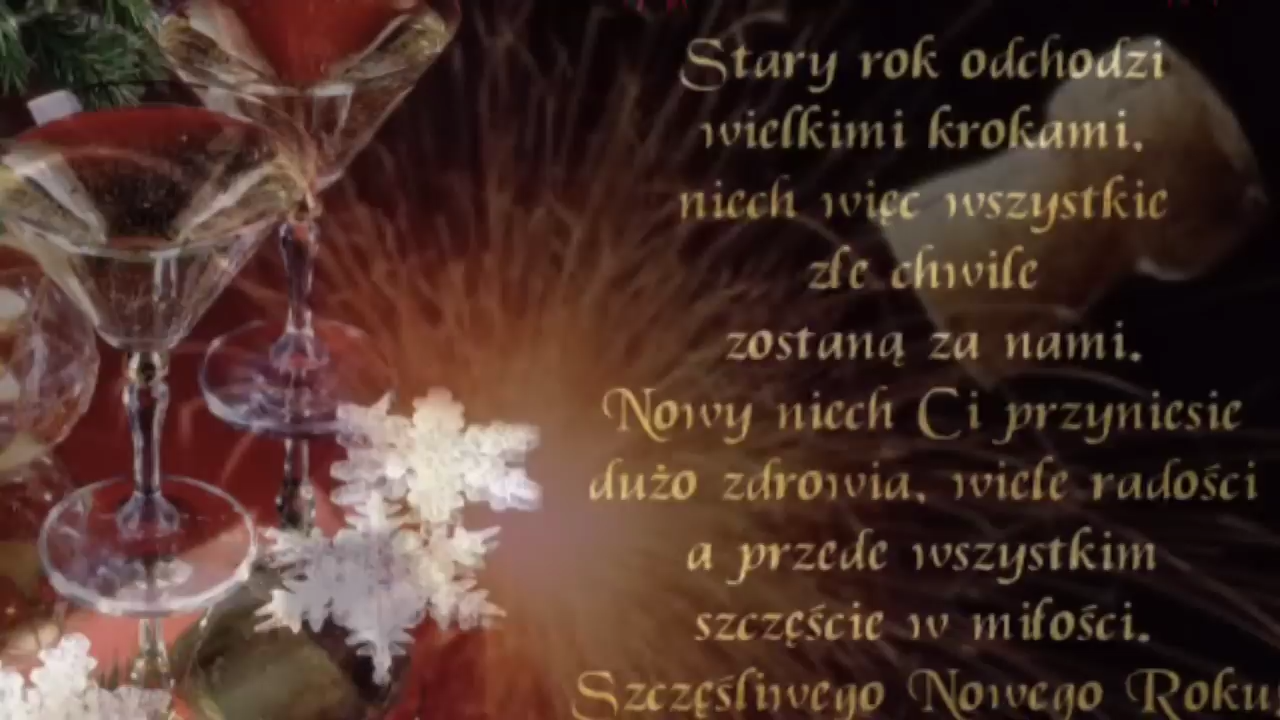 Stary rok odchodzi
wielkimi krokami,
niech więc wszystkie
złe chwile
zostaną za nami.
Nowy niech Ci przyniesie
dużo zdrowia, wiele radości
a przede wszystkim
szczęście w miłości.
Szczęśliwego Nowego Roku!